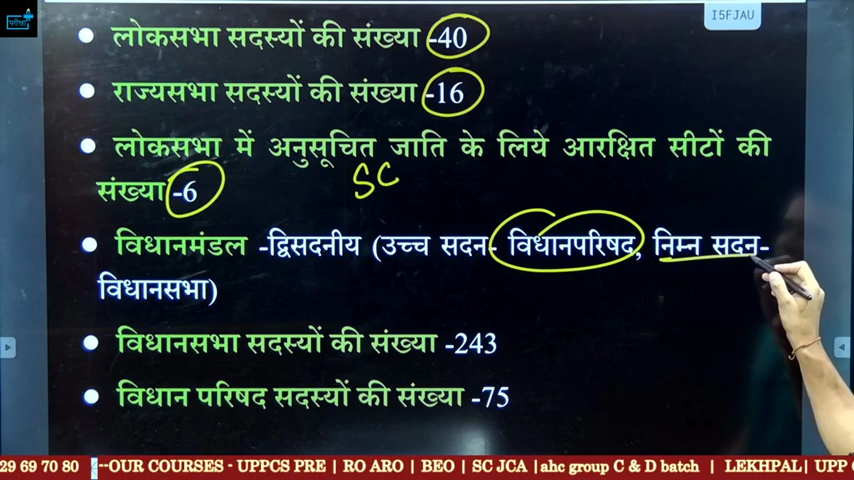 परीक्षा
I5FJAU
लोकसभा सदस्यों की संख्या -40
राज्यसभा सदस्यों की संख्या -16
लोकसभा में अनुसूचित जाति के लिये आरक्षित सीटों की
संख्या -6
SC
विधानमंडल -द्विसदनीय (उच्च सदन- विधानपरिषद, निम्न सदन-
विधानसभा)
विधानसभा सदस्यों की संख्या -243
विधान परिषद सदस्यों की संख्या -75
29 69 70 80 --OUR COURSES - UPPCS PRE | RO ARO | BEO | SC JCA |ahc group C & D batch | LEKHPAL| UPP